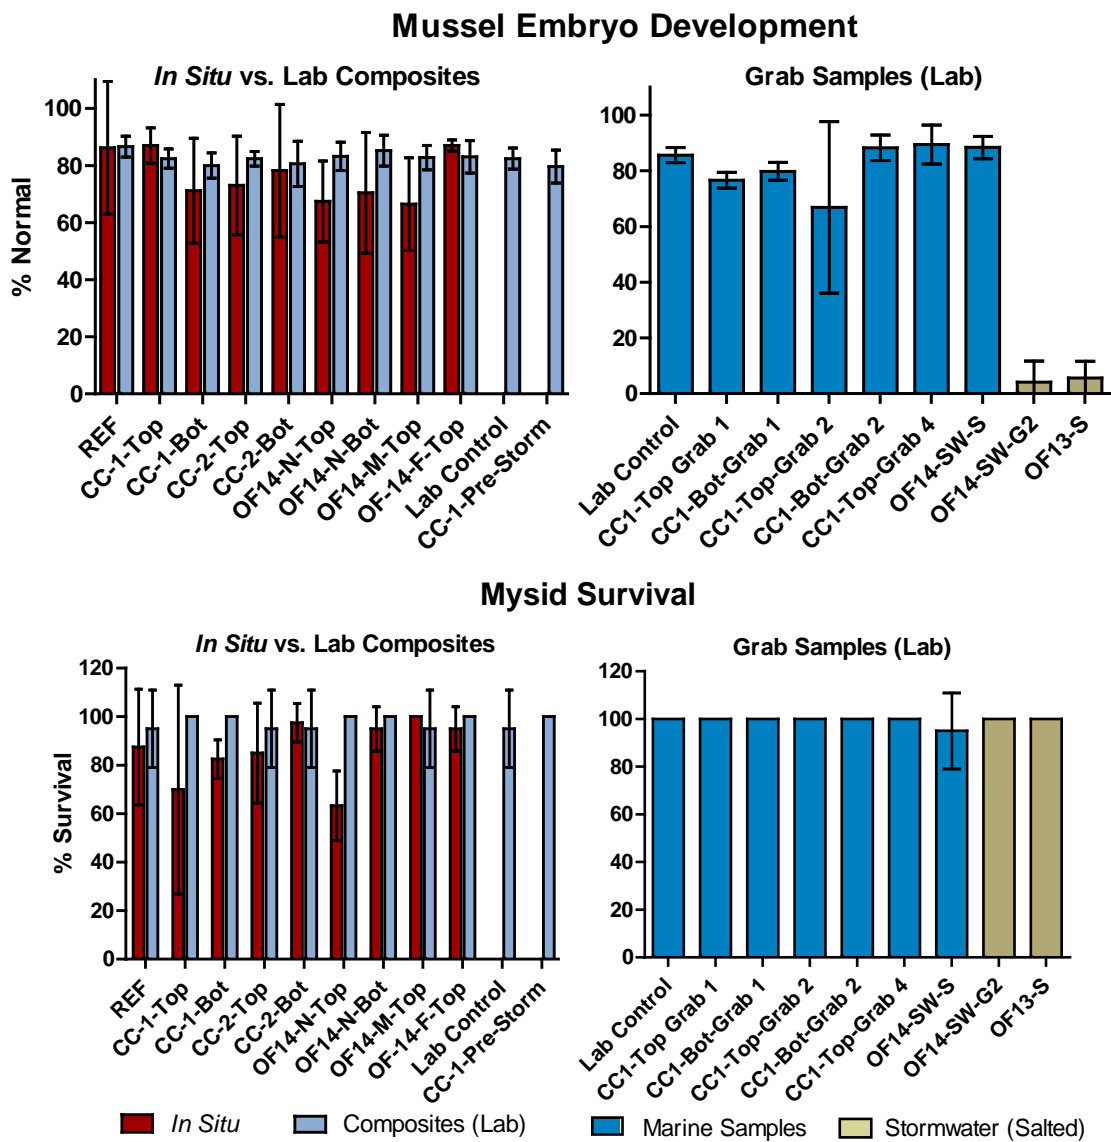 Mussel Embryo Development
In Situ vs. Lab Composites
Grab Samples (Lab)
% Normal
100
80
60
40
20
0
REF
CC-1-Top
CC-1-Bot
CC-2-Top
CC-2-Bot
OF14-N-Top
OF14-N-Bot
OF14-M-Top
OF-14-F-Top
Lab Control
CC-1-Pre-Storm
100
80
60
40
20
0
Lab Control
CC1-Top Grab 1
CC1-Bot-Grab 1
CC1-Top-Grab 2
CC1-Bot-Grab 2
CC1-Top-Grab 4
OF14-SW-S
OF14-SW-G2
OF13-S
Mysid Survival
In Situ vs. Lab Composites
Grab Samples (Lab)
% Survival
120
100
80
60
40
20
0
REF
CC-1-Top
CC-1-Bot
CC-2-Top
CC-2-Bot
OF14-N-Top
OF14-N-Bot
OF14-M-Top
OF-14-F-Top
Lab Control
CC-1-Pre-Storm
120
100
80
60
40
20
0
Lab Control
CC1-Top Grab 1
CC1-Bot-Grab 1
CC1-Top-Grab 2
CC1-Bot-Grab 2
CC1-Top-Grab 4
OF14-SW-S
OF14-SW-G2
OF13-S
In Situ
Composites (Lab)
Marine Samples
Stormwater (Salted)